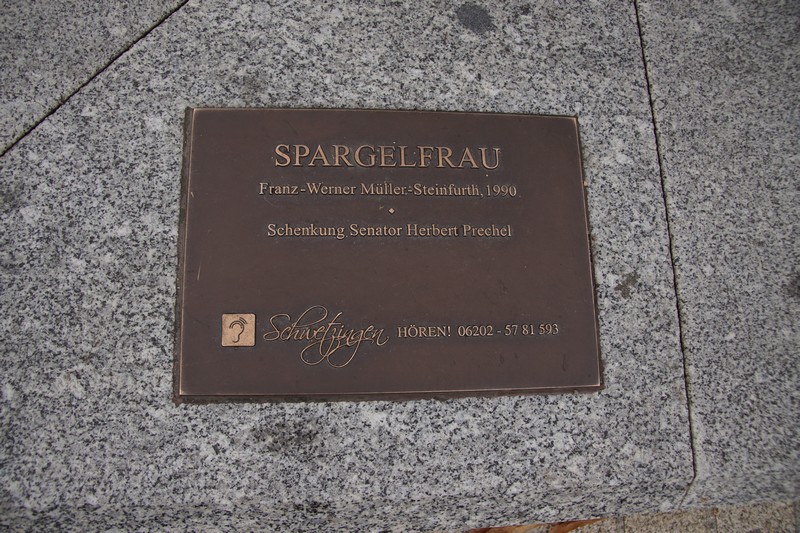 SPARGELFRAU
Franz-Werner Müller-Steinfurth, 1990
Schenkung Senator Herbert Prechel
Schwetzingen HÖREN! 06202 - 57 81 593